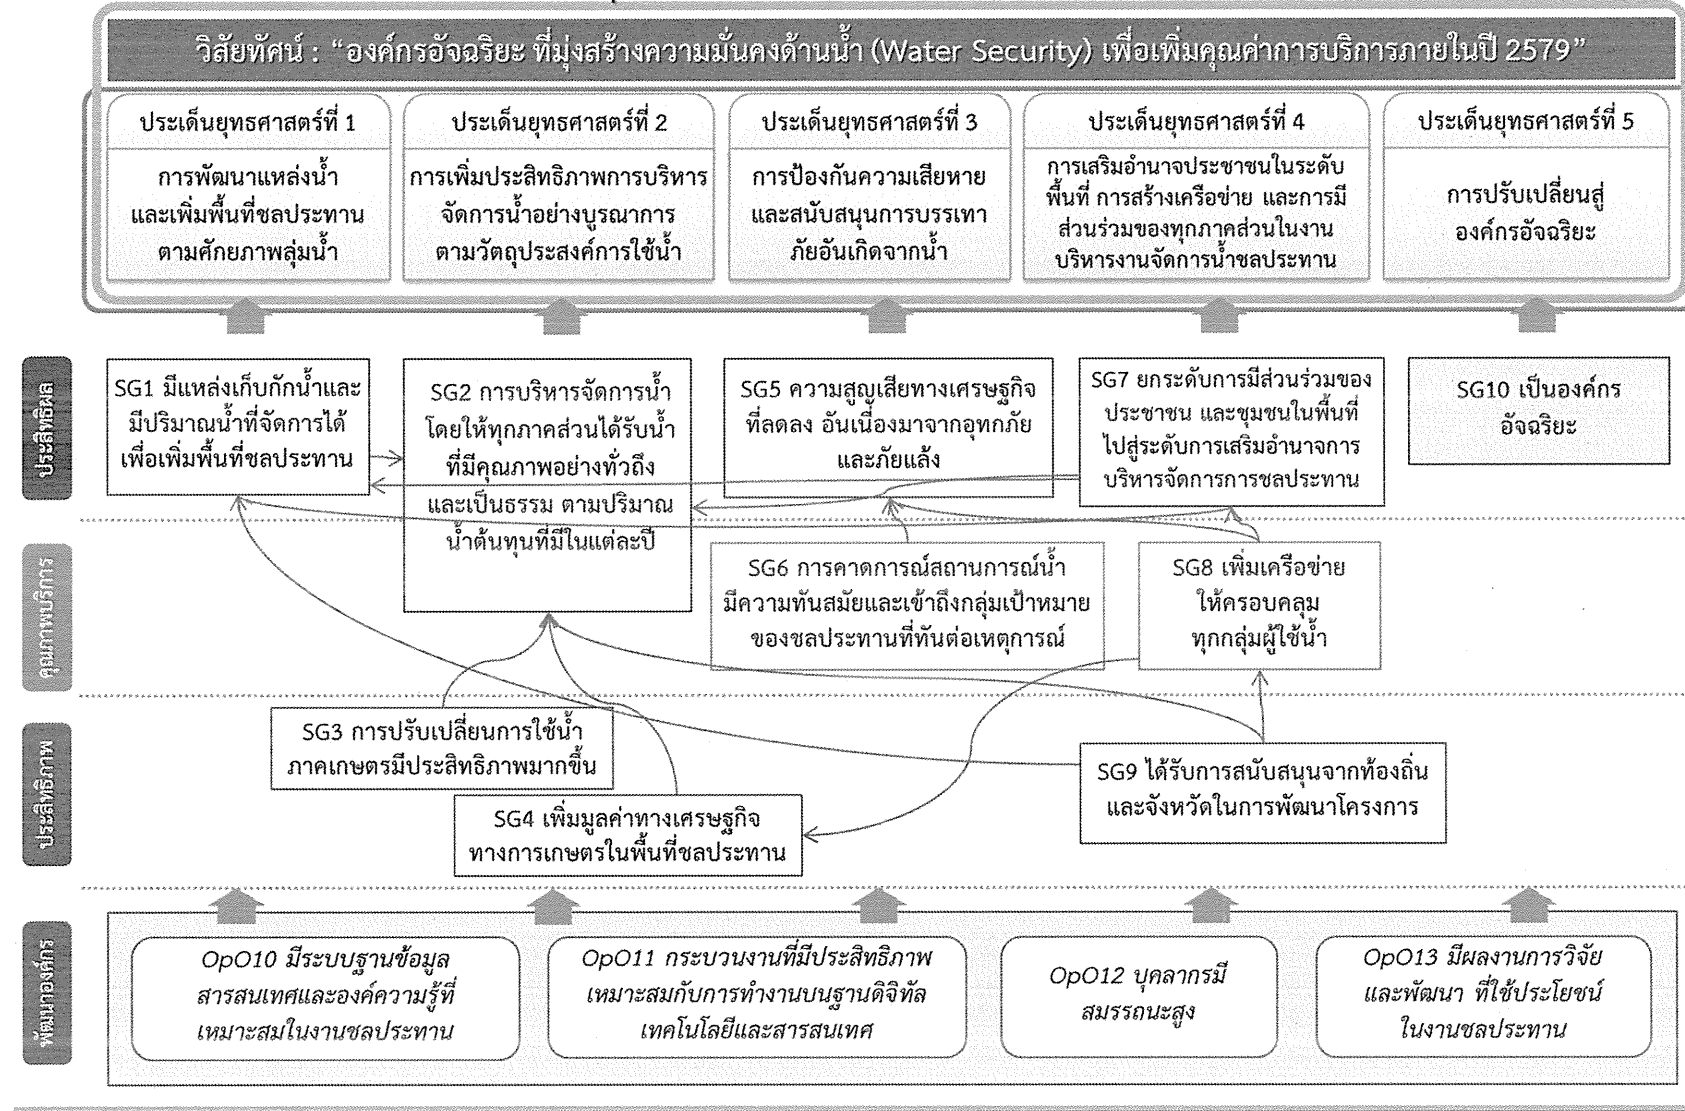 วิสัยทัศน์ : “องค์กรอัจฉริยะ ที่มุ่งสร้างความมั่นคงด้านน้ำ (Water Security) เพื่อเพิ่มคุณค่าการบริการภายในปี 2579”
ประเด็นยุทธศาสตร์ที่ 1
การพัฒนาแหล่งน้ำ
และเพิ่มพื้นที่ชลประทาน
ตามศักยภาพลุ่มน้ำ
ประเด็นยุทธศาสตร์ที่ 2
การเพิ่มประสิทธิภาพการบริหาร
จัดการน้ำอย่างบูรณาการ
ตามวัตถุประสงค์การใช้น้ำ
ประเด็นยุทธศาสตร์ที่ 3
การป้องกันความเสียหาย
และสนับสนุนการบรรเทา
ภัยอันเกิดจากน้ำ
ประเด็นยุทธศาสตร์ที่ 4
การเสริมอำนาจประชาชนในระดับ
พื้นที่ การสร้างเครือข่าย และการมี
ส่วนร่วมของทุกภาคส่วนในงาน
บริหารงานจัดการน้ำชลประทาน
ประเด็นยุทธศาสตร์ที่ 5
การปรับเปลี่ยนสู่
องค์กรอัจฉริยะ
ประสิทธิผล
SG1 มีแหล่งเก็บกักน้ำและ
มีปริมาณน้ำที่จัดการได้
เพื่อเพิ่มพื้นที่ชลประทาน
SG2 การบริหารจัดการน้ำ
โดยให้ทุกภาคส่วนได้รับน้ำ
ที่มีคุณภาพอย่างทั่วถึง
และเป็นธรรม ตามปริมาณ
น้ำต้นทุนที่มีในแต่ละปี
SG5 ความสูญเสียทางเศรษฐกิจ
ที่ลดลง อันเนื่องมาจากอุทกภัย
และภัยแล้ง
SG7 ยกระดับการมีส่วนร่วมของ
ประชาชน และชุมชนในพื้นที่
ไปสู่ระดับการเสริมอำนาจการ
บริหารจัดการการชลประทาน
SG10 เป็นองค์กร
อัจฉริยะ
คุณภาพบริการ
SG6 การคาดการณ์สถานการณ์น้ำ
มีความทันสมัยและเข้าถึงกลุ่มเป้าหมาย
ของชลประทานที่ทันต่อเหตุการณ์
SG8 เพิ่มเครือข่าย
ให้ครอบคลุม
ทุกกลุ่มผู้ใช้น้ำ
ประสิทธิภาพ
SG3 การปรับเปลี่ยนการใช้น้ำ
ภาคเกษตรมีประสิทธิภาพมากขึ้น
SG4 เพิ่มมูลค่าทางเศรษฐกิจ
ทางการเกษตรในพื้นที่ชลประทาน
SG9 ได้รับการสนับสนุนจากท้องถิ่น
และจังหวัดในการพัฒนาโครงการ
พัฒนาองค์กร
OpO10 มีระบบฐานข้อมูล
สารสนเทศและองค์ความรู้ที่
เหมาะสมในงานชลประทาน
OpO11 กระบวนงานที่มีประสิทธิภาพ
เหมาะสมกับการทำงานบนฐานดิจิทัล
เทคโนโลยีและสารสนเทศ
OpO12 บุคลากรมี
สมรรถนะสูง
OpO13 มีผลงานการวิจัย
และพัฒนา ที่ใช้ประโยชน์
ในงานชลประทาน